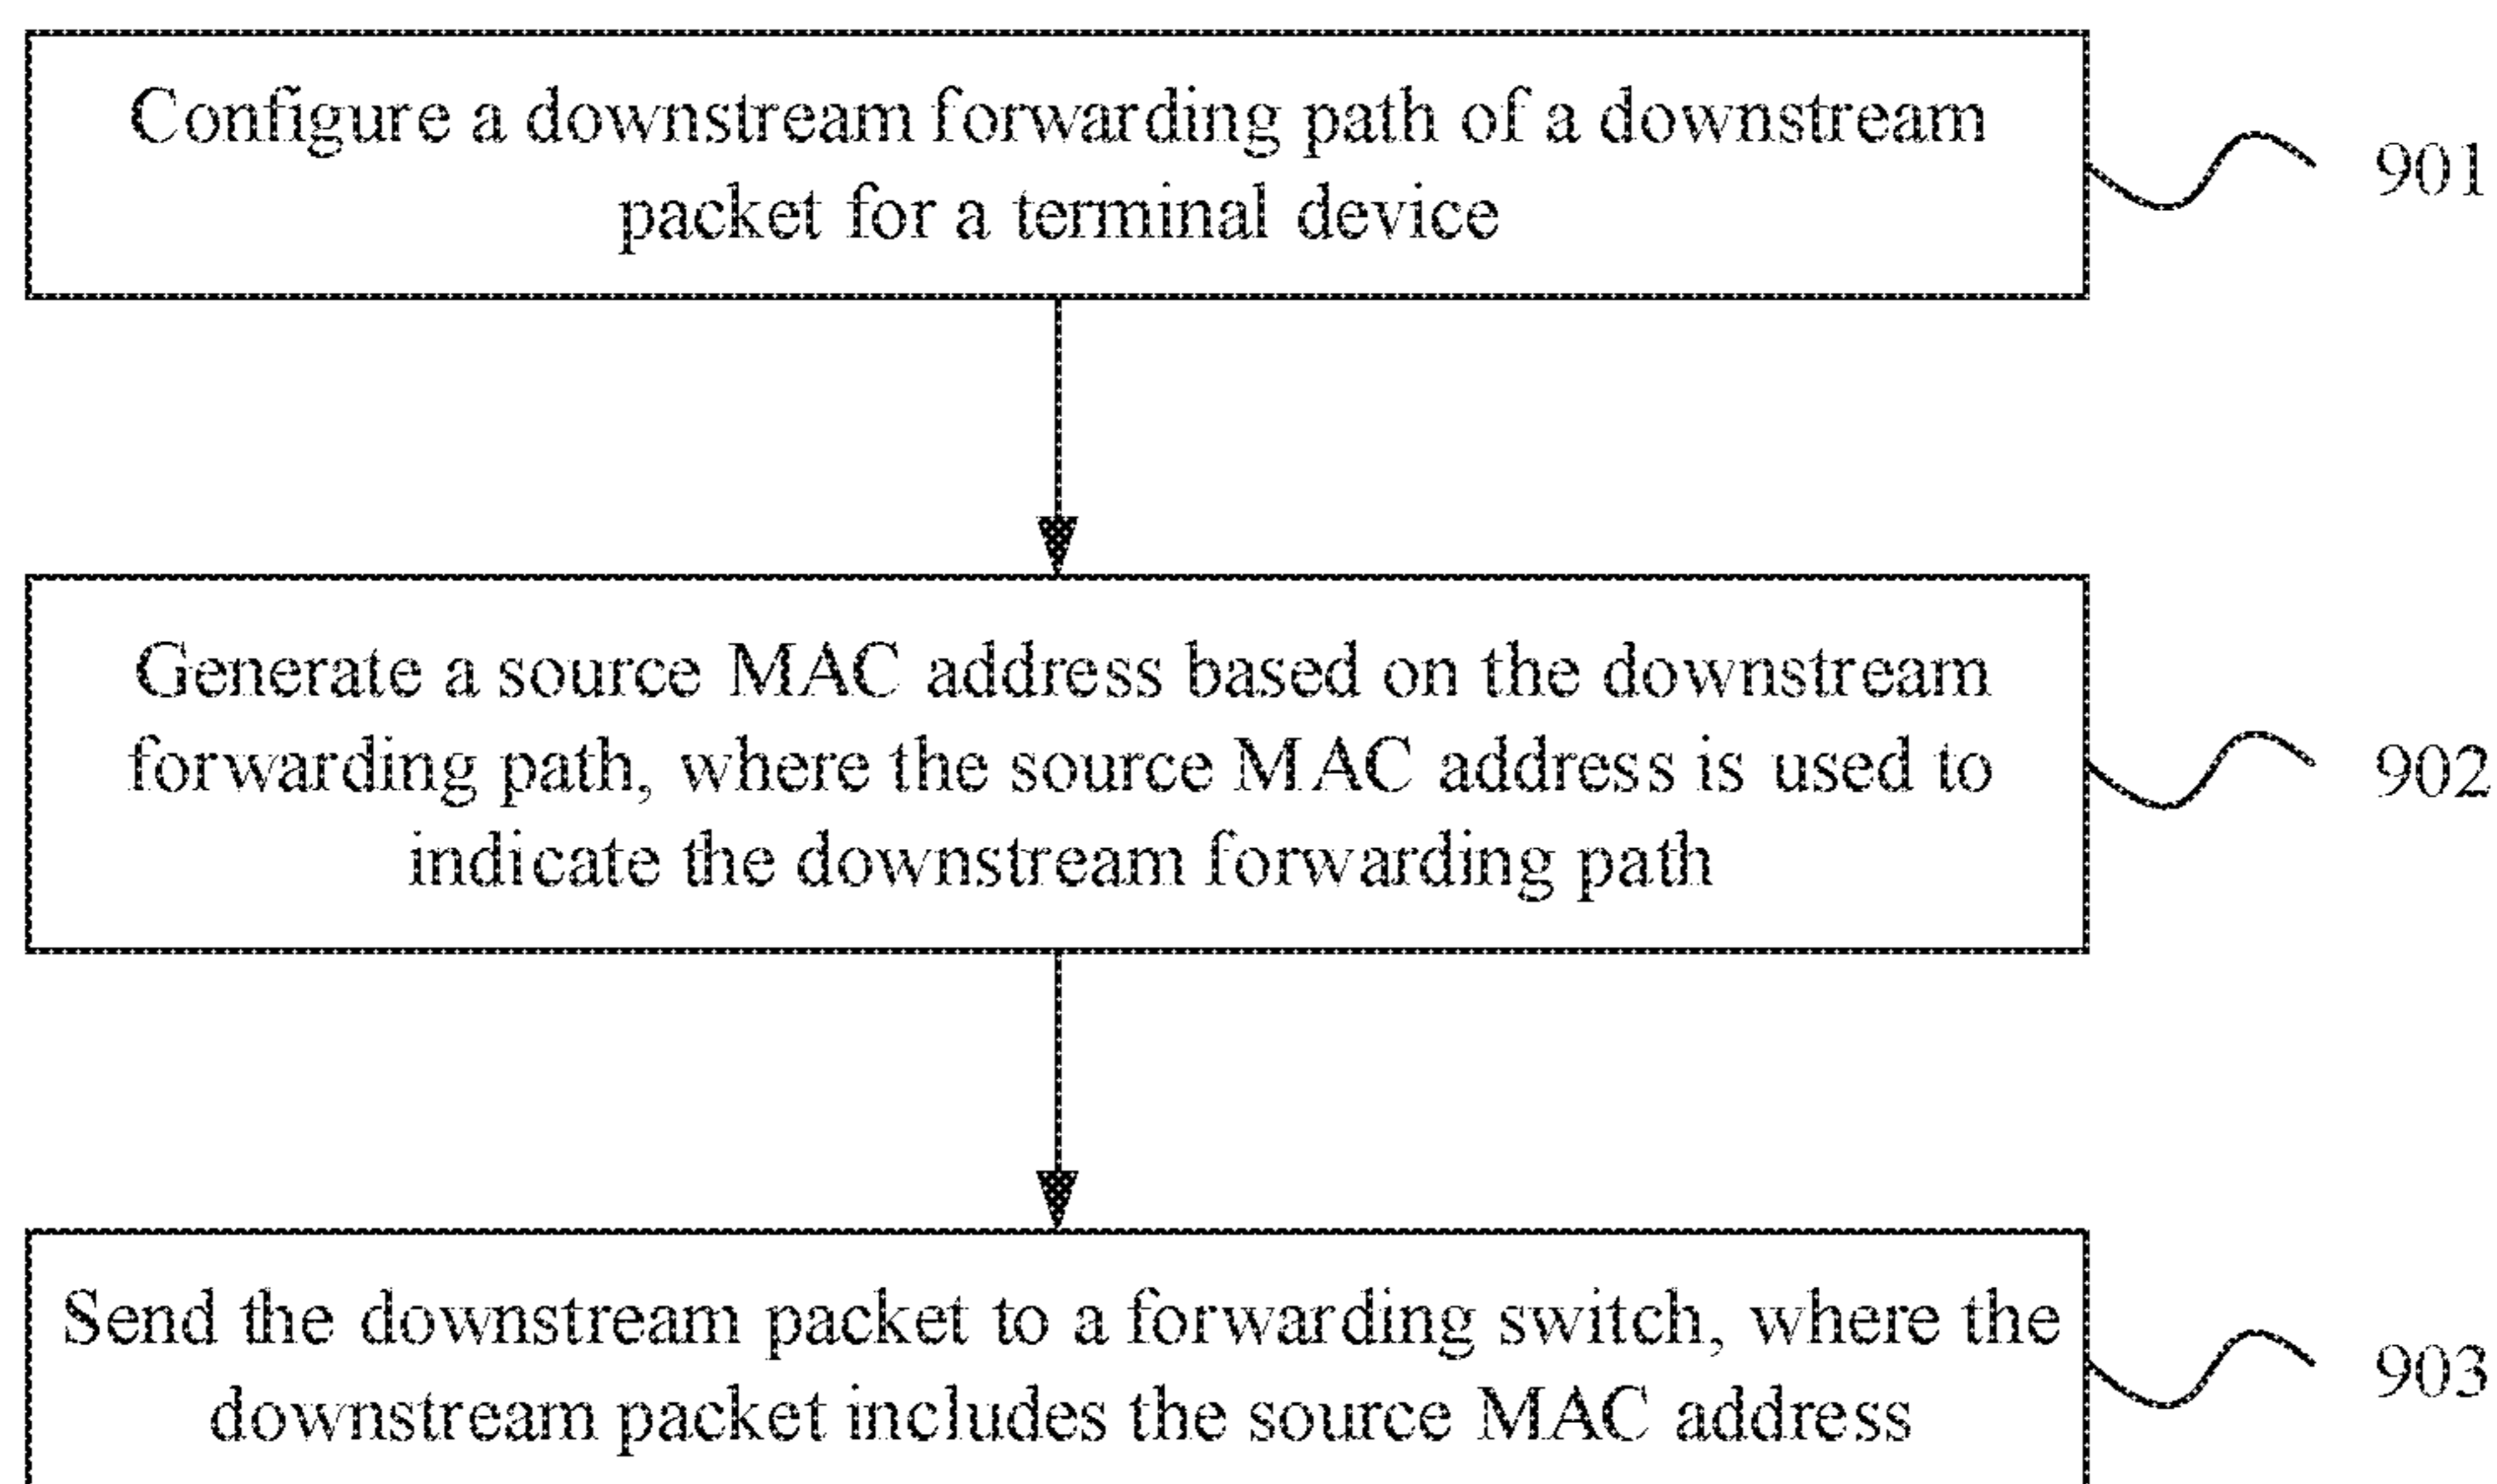 Configure a downstream forwarding path of a downstream
packet for a terminal device
901
Generate a source MAC address based on the downstream
forwarding path, where the source MAC address is used to
indicate the downstream forwarding path
902
Send the downstream packet to a forwarding switch, where the
downstream packet includes the source MAC address
903